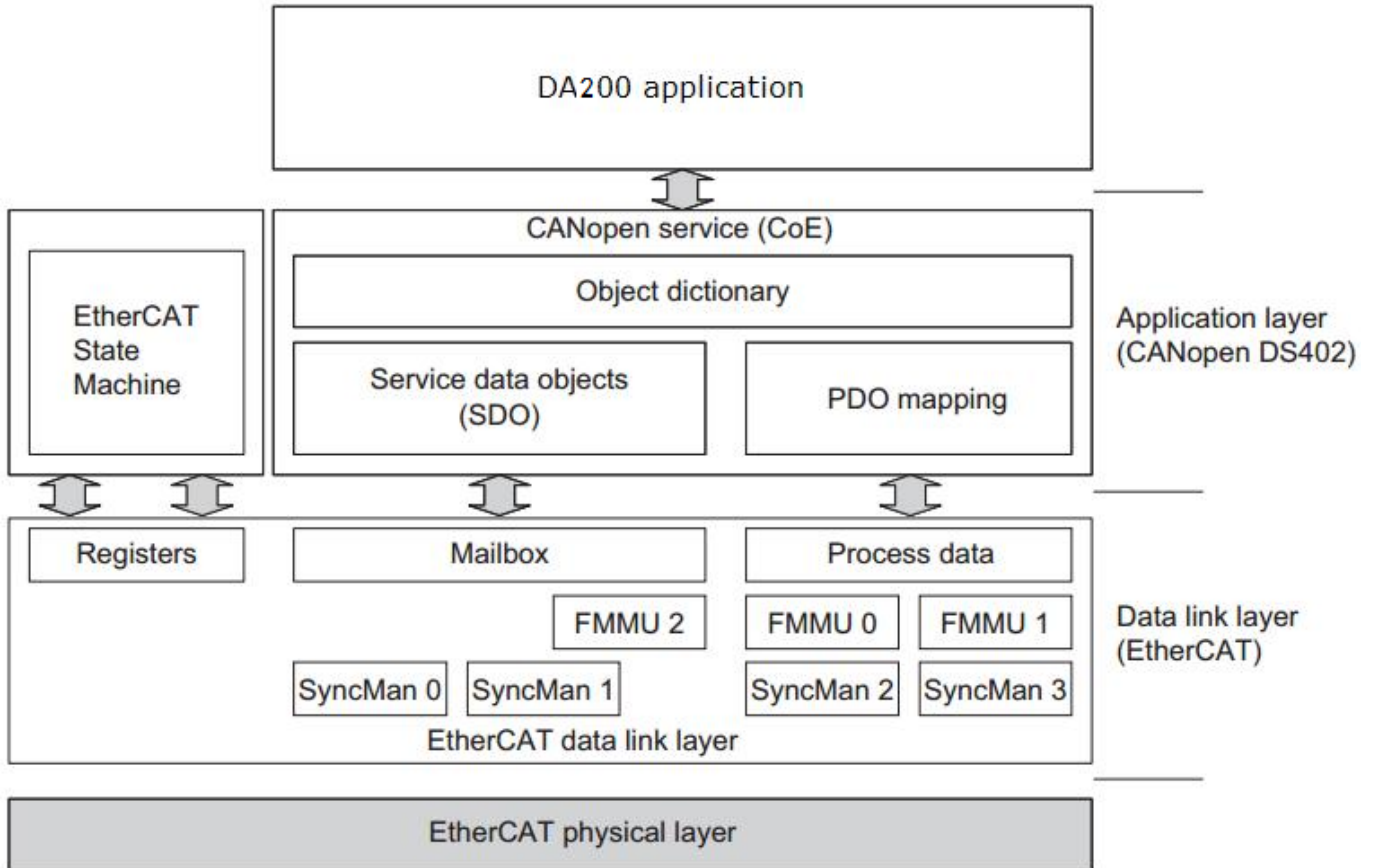 DA200 application
CANopen service (CoE)
Object dictionary
EtherCAT
State
Machine
Service data objects
(SDO)
PDO mapping
Application layer
(CANopen DS402)
Registers
Mailbox
Process data
FMMU 2
FMMU 0
FMMU 1
Data link layer
(EtherCAT)
SyncMan 0
SyncMan 1
SyncMan 2
SyncMan 3
EtherCAT data link layer
EtherCAT physical layer